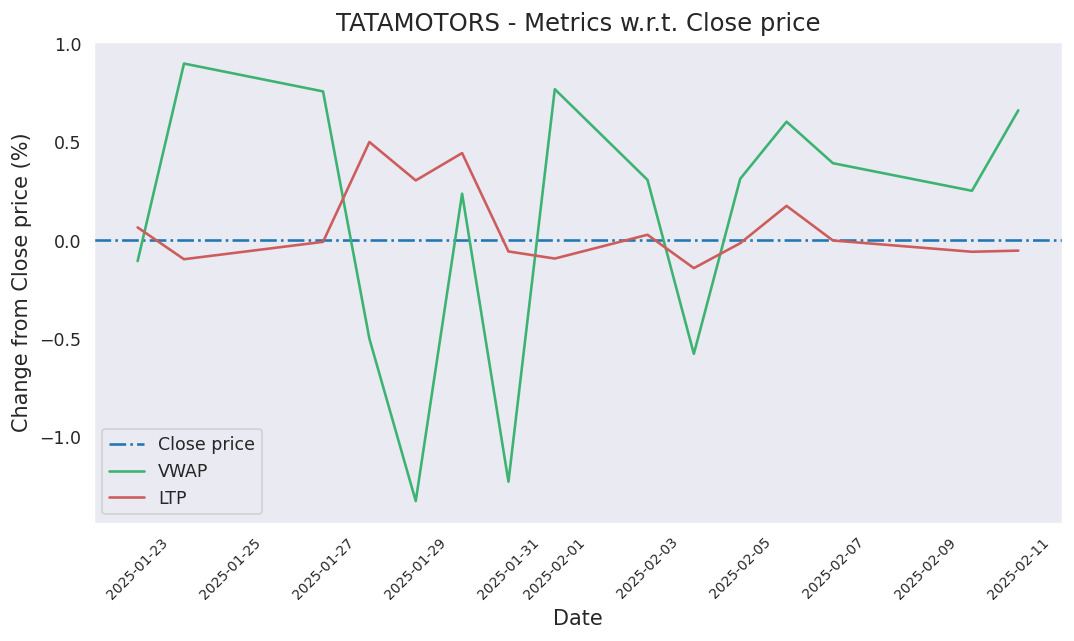 TATAMOTORS - Metrics w.r.t. Close price
Change from Close price (%)
1.0
0.5
0.0
−0.5
−1.0
Close price
VWAP
LTP
2025-01-23
2025-01-25
2025-01-27
2025-01-29
2025-01-31
2025-02-01
2025-02-03
2025-02-05
2025-02-07
2025-02-09
2025-02-11
Date